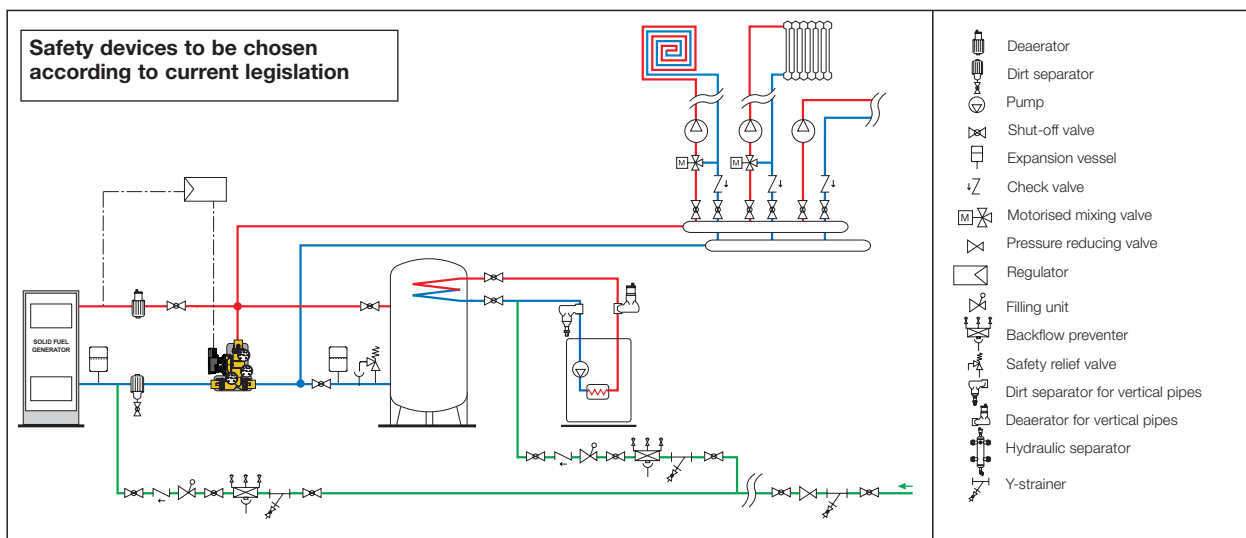 Safety devices to be chosen
according to current legislation
SOLID FUEL
GENERATOR
M
M
Deaerator
Dirt separator
Pump
Shut-off valve
Expansion vessel
Check valve
M
Motorised mixing valve
Pressure reducing valve
Regulator
Filling unit
Backflow preventer
Safety relief valve
Dirt separator for vertical pipes
Deaerator for vertical pipes
Hydraulic separator
Y-strainer